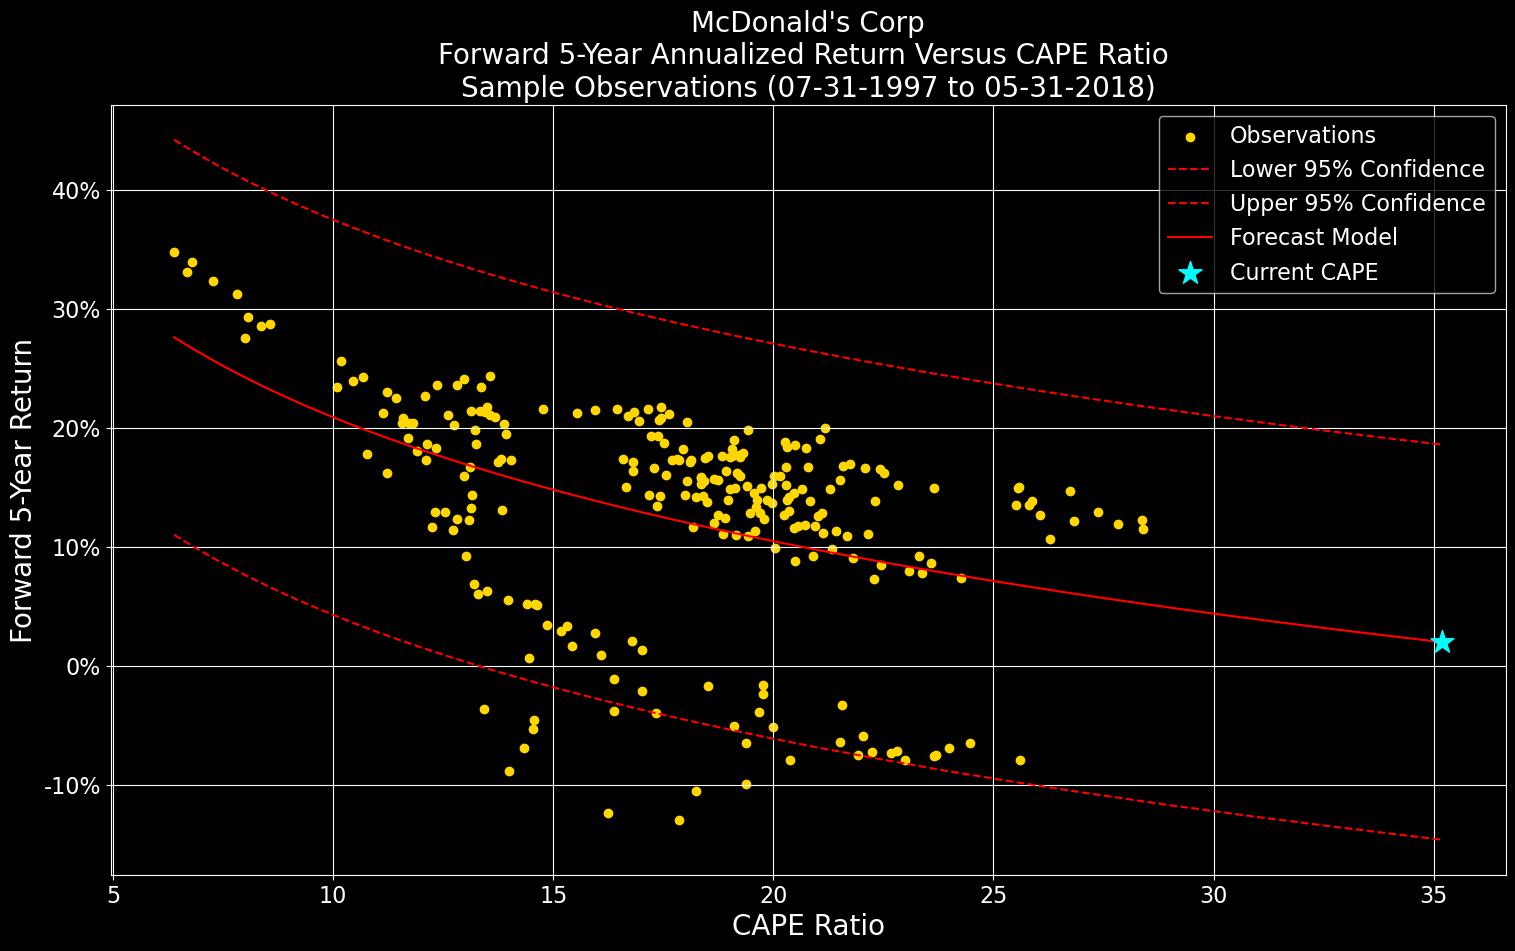 McDonald's Corp
Forward 5-Year Annualized Return Versus CAPE Ratio
Sample Observations (07-31-1997 to 05-31-2018)
Observations
Lower 95% Confidence
Upper 95% Confidence
Forecast Model
Current CAPE
Forward 5-Year Return
40%
30%
20%
10%
0%
-10%
5 10 15 20 25 30 35
CAPE Ratio